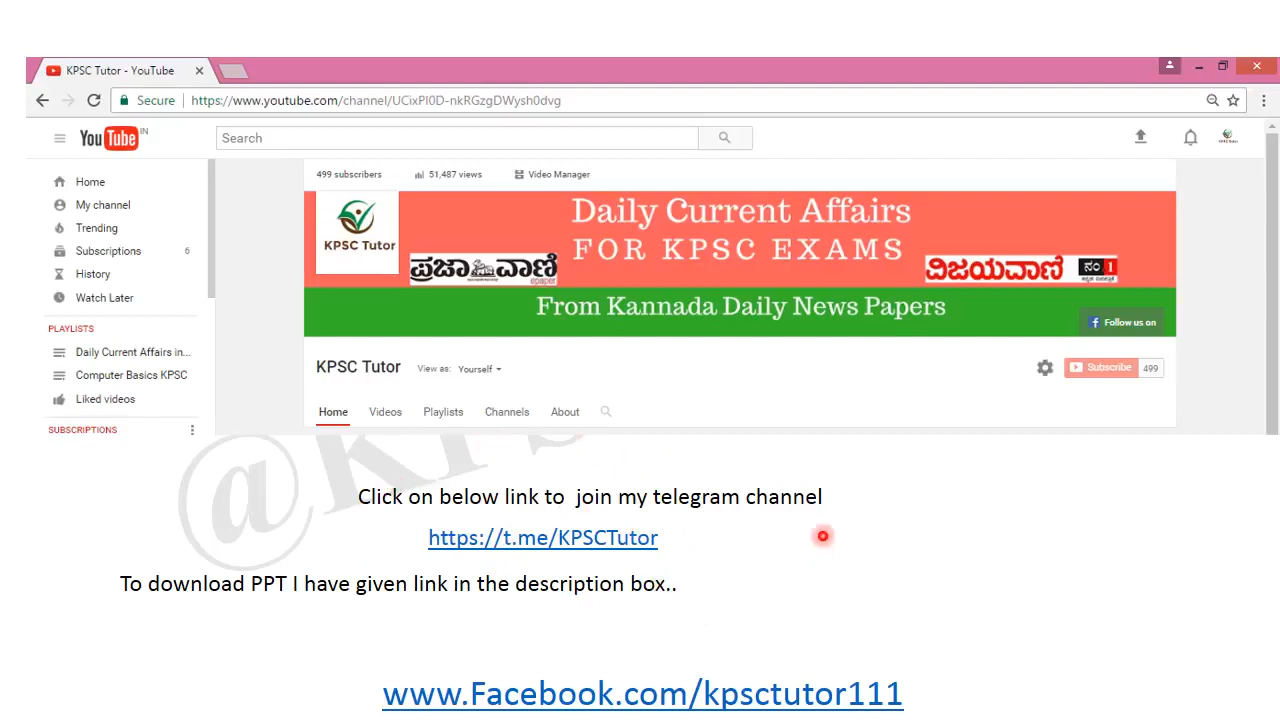 KPSC Tutor - YouTube
Secure https://www.youtube.com/channel/UCixPl0D-nkRGzgDWysh0dvg
YouTube IN
Search
499 subscribers 51,487 views Video Manager
Home
My channel
Trending
Subscriptions 6
History
Watch Later
PLAYLISTS
Daily Current Affairs in...
Computer Basics KPSC
Liked videos
SUBSCRIPTIONS
KPSC Tutor
Daily Current Affairs
FOR KPSC EXAMS
ಪ್ರಜಾವಾಣಿ
epaper
ವಿಜಯವಾಣಿ ನಂ.1
From Kannada Daily News Papers
Follow us on
KPSC Tutor View as: Yourself
Subscribe 499
Home Videos Playlists Channels About
Click on below link to join my telegram channel
https://t.me/KPSCTutor
To download PPT I have given link in the description box..
www.Facebook.com/kpsctutor111